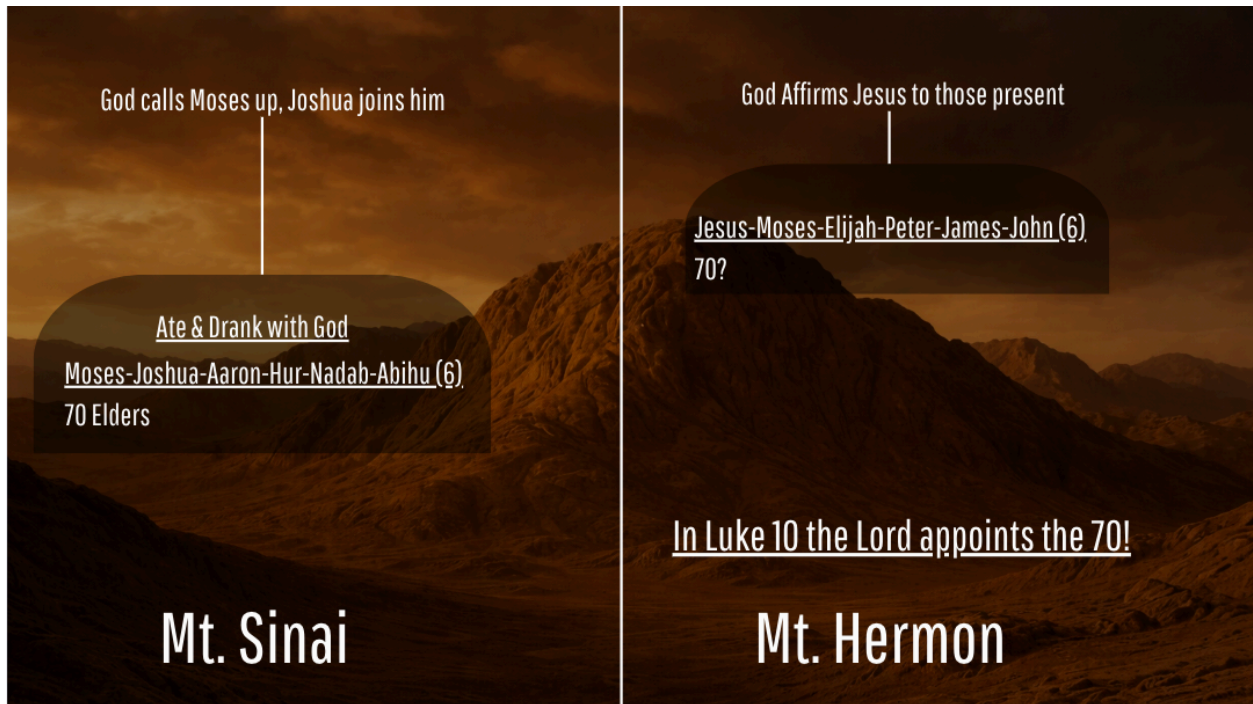 God calls Moses up, Joshua joins him
Ate & Drank with God
Moses-Joshua-Aaron-Hur-Nadab-Abihu (6)
70 Elders
Mt. Sinai
God Affirms Jesus to those present
Jesus-Moses-Elijah-Peter-James-John (6)
70?
In Luke 10 the Lord appoints the 70!
Mt. Hermon